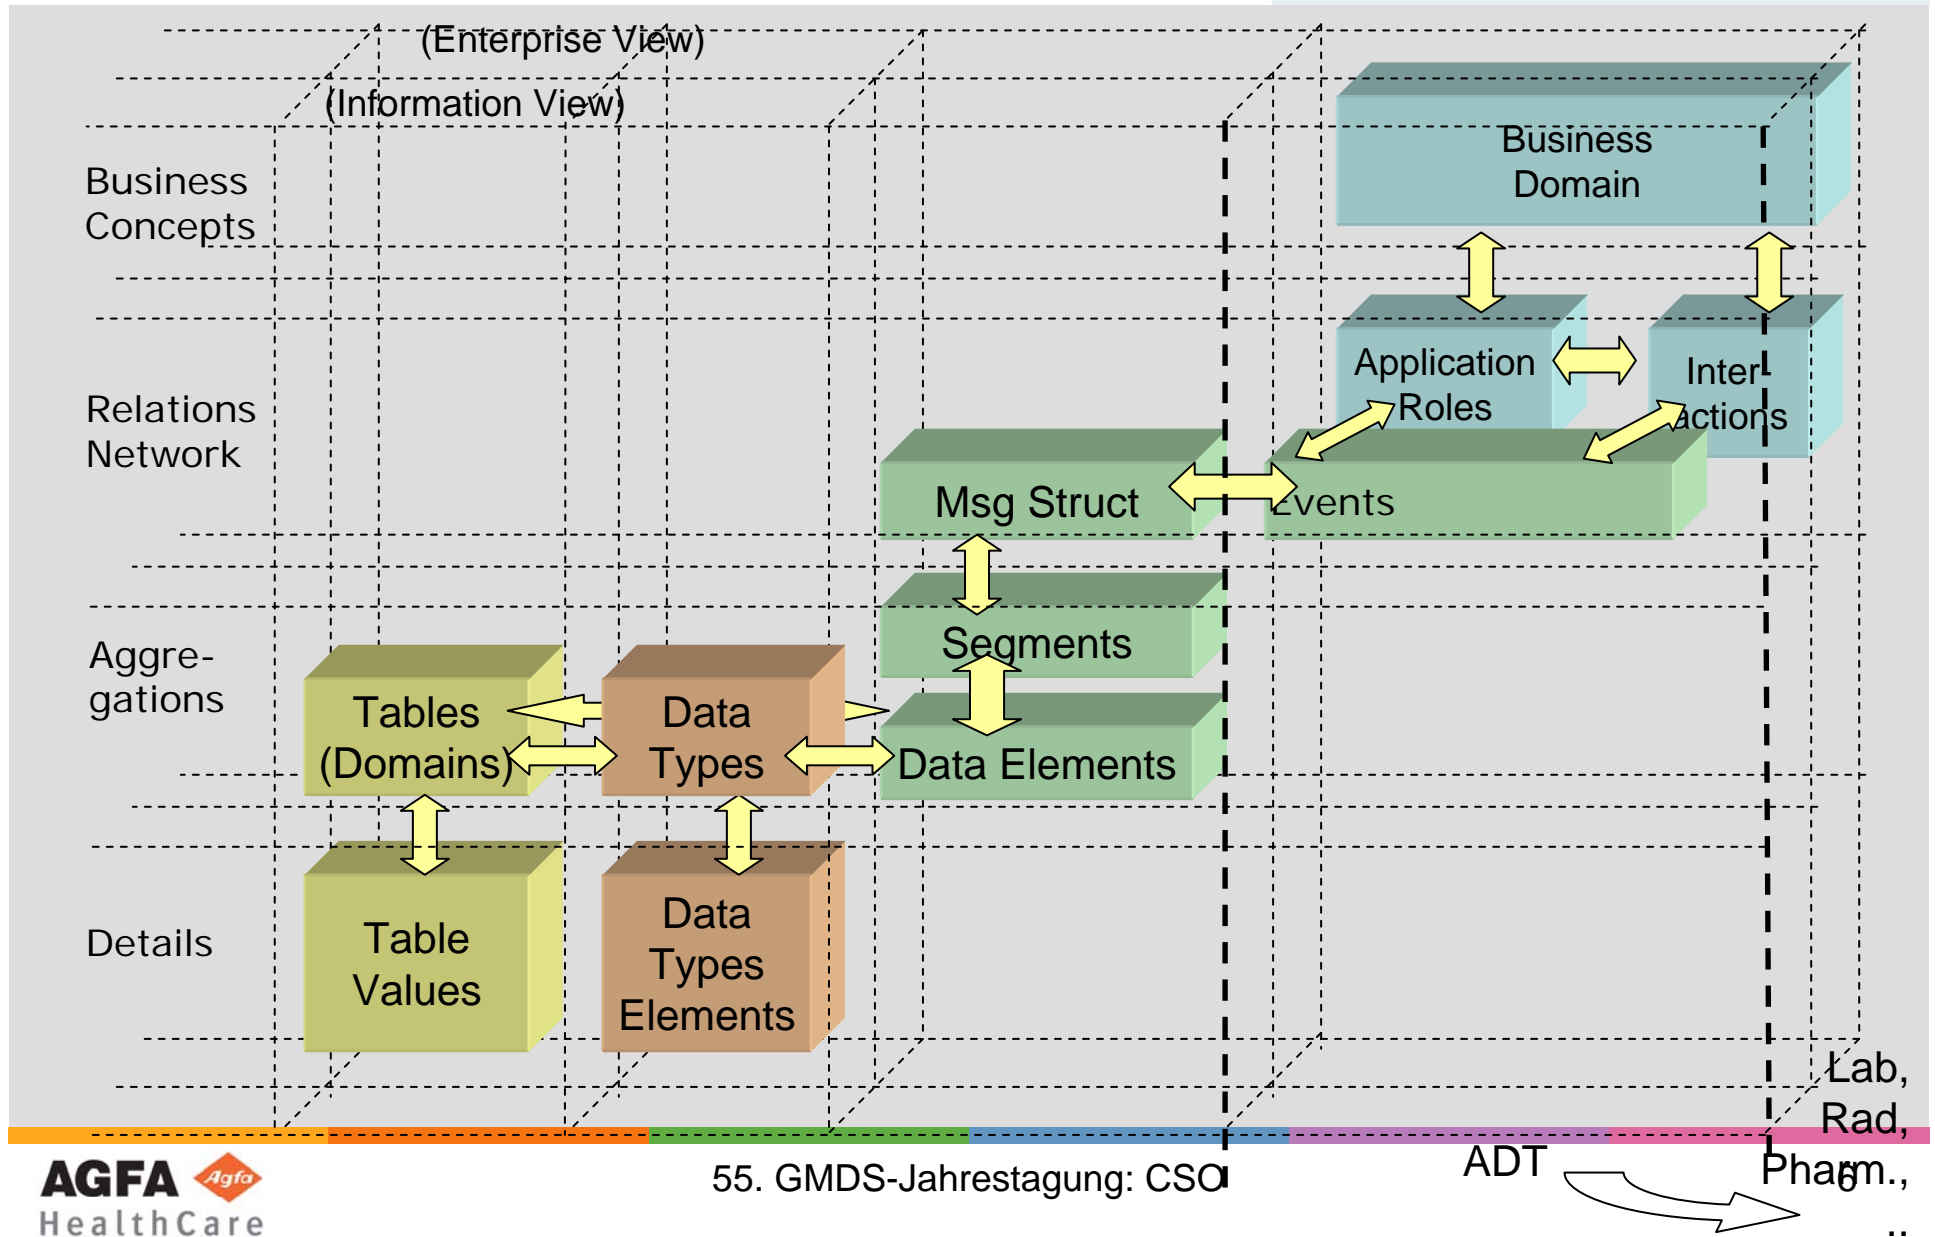 (Enterprise View)
(Information View)
Business
Concepts
Business
Domain
Relations
Network
Application
Roles
Inter-
actions
Msg Struct
Events
Segments
Aggre-
gations
Tables
(Domains)
Data
Types
Data Elements
Details
Table
Values
Data
Types
Elements
Lab,
Rad,
Pharm.,
..
ADT
AGFA
Agfa
HealthCare
55. GMDS-Jahrestagung: CSO
6